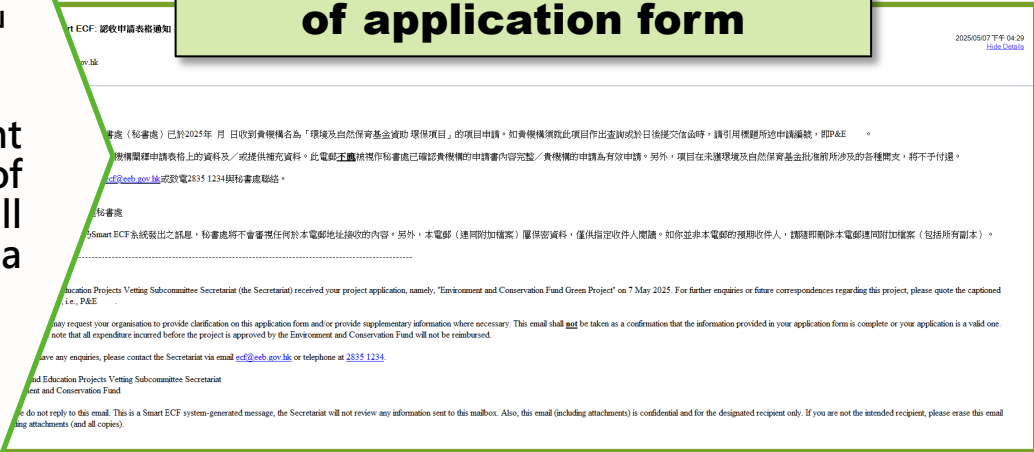 of application form
nt
of
ll
a
rt ECF: 認收申請表格通知
2025/05/07 下午 04:29
Hide Details
ov.hk
書處（秘書處）已於2025年 月 日收到貴機構名為「環境及自然保育基金資助 環保項目」的項目申請。如貴機構須就此項目作出查詢或於日後提交信函時，請引用標題所述申請編號，即P&E 。
機構闡釋申請表格上的資料及／或提供補充資料。此電郵不應被視作秘書處已確認貴機構的申請書內容完整／貴機構的申請為有效申請。另外，項目在未獲環境及自然保育基金批准前所涉及的各種開支，將不予付還。
ecf@eeb.gov.hk或致電2835 1234與秘書處聯絡。
秘書處
乃Smart ECF系統發出之訊息，秘書處將不會審視任何於本電郵地址接收的內容。另外，本電郵（連同附加檔案）屬保密資料，僅供指定收件人閱讀。如你並非本電郵的預期收件人，請隨即刪除本電郵連同附加檔案（包括所有副本）。
ducation Projects Vetting Subcommittee Secretariat (the Secretariat) received your project application, namely, "Environment and Conservation Fund Green Project" on 7 May 2025. For further enquiries or future correspondences regarding this project, please quote the captioned
, i.e., P&E .
may request your organisation to provide clarification on this application form and/or provide supplementary information where necessary. This email shall not be taken as a confirmation that the information provided in your application form is complete or your application is a valid one.
note that all expenditure incurred before the project is approved by the Environment and Conservation Fund will not be reimbursed.
ave any enquiries, please contact the Secretariat via email ecf@eeb.gov.hk or telephone at 2835 1234.
nd Education Projects Vetting Subcommittee Secretariat
ment and Conservation Fund
e do not reply to this email. This is a Smart ECF system-generated message, the Secretariat will not review any information sent to this mailbox. Also, this email (including attachments) is confidential and for the designated recipient only. If you are not the intended recipient, please erase this email
ing attachments (and all copies).